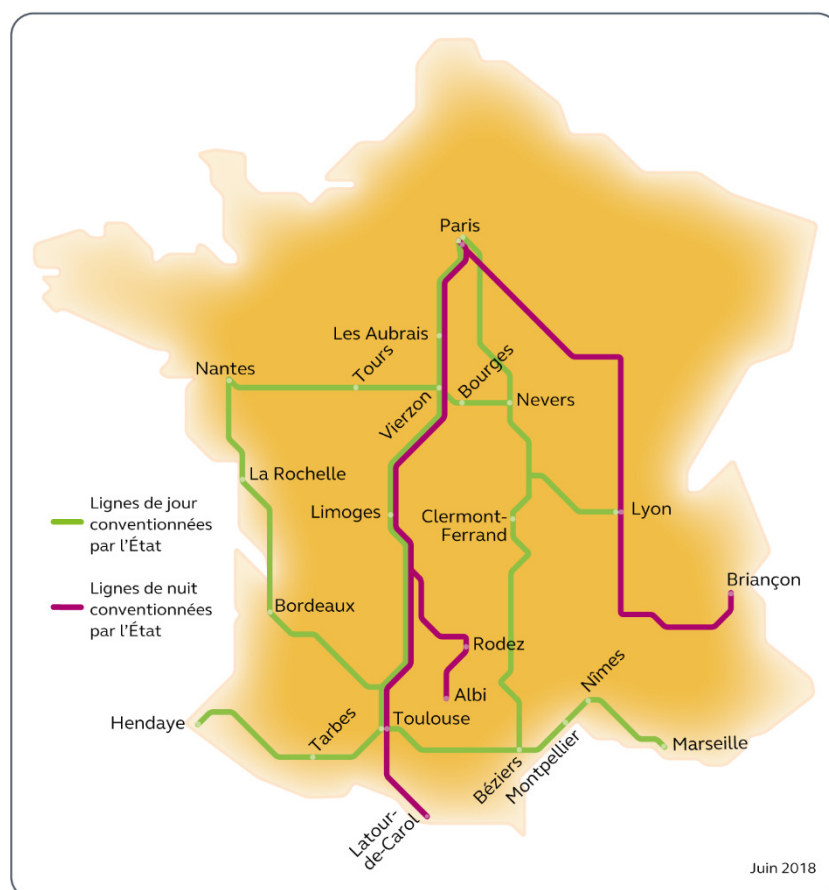 Paris
Les Aubrais
Tours
Nantes
Bourges
Vierzon
Nevers
La Rochelle
Lignes de jour
conventionnées
par l'État
Limoges
Clermont-
Ferrand
Lyon
Briançon
Lignes de nuit
conventionnées
par l'État
Bordeaux
Rodez
Albi
Nîmes
Hendaye
Tarbes
Toulouse
Béziers
Montpellier
Marseille
Latour-
de-Carol
Juin 2018